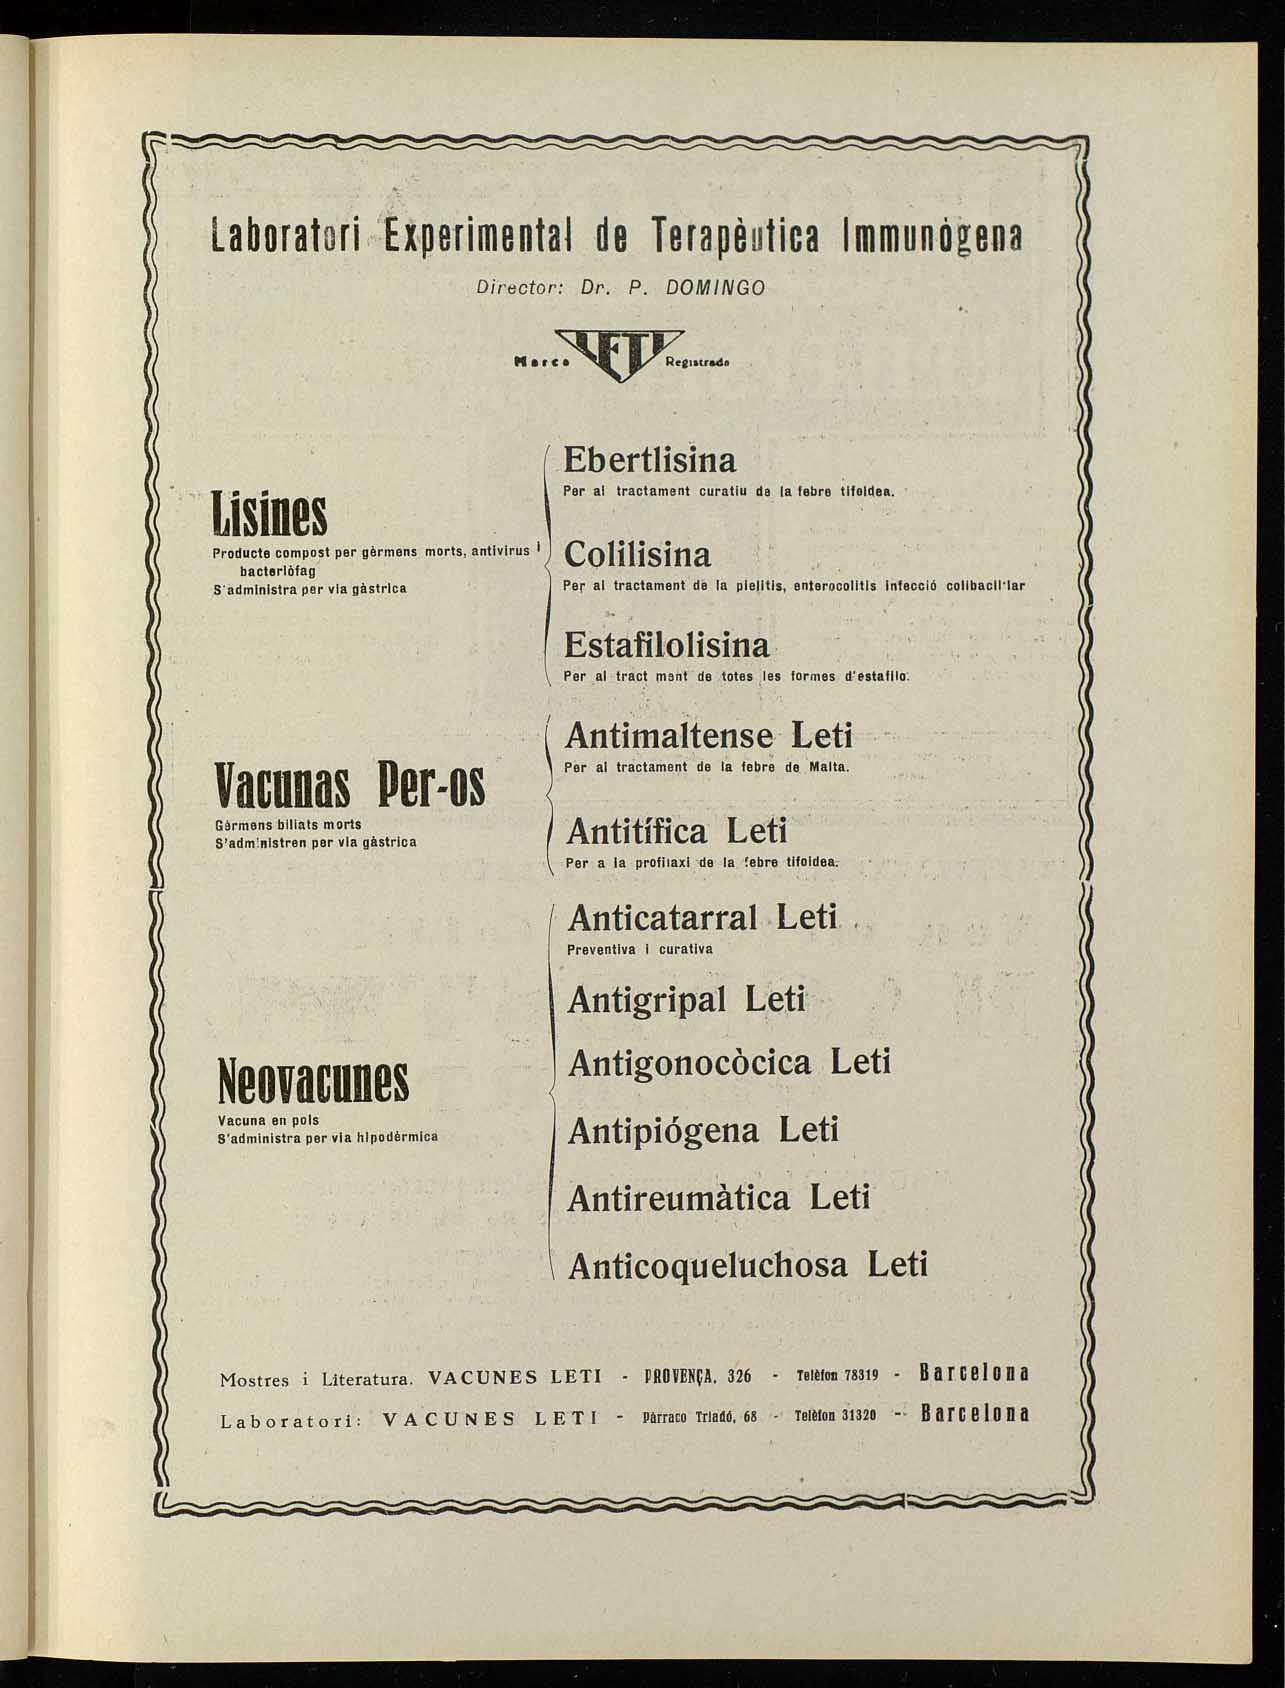 Laboratori Experimental de Terapèutica Immunògena
Director: Dr. P. DOMINGO
Marca LETI Registrada
Lisines
Producte compost per gèrmens morts, antivirus i
bacteriòfag
S'administra per via gàstrica
Ebertlisina
Per al tractament curatiu de la febre tifoidea.
Colilisina
Per al tractament de la pielitis, enterocolitis infecció colibacil·lar
Estafilolisina
Per al tract ment de totes les formes d'estafilo.
Vacunas Per-os
Gèrmens biliats morts
S'administren per via gàstrica
Antimaltense Leti
Per al tractament de la febre de Malta.
Antitífica Leti
Per a la profilaxi de la febre tifoidea.
Neovacunes
Vacuna en pols
S'administra per via hipodèrmica
Anticatarral Leti
Preventiva i curativa
Antigripal Leti
Antigonocòcica Leti
Antipiógena Leti
Antireumàtica Leti
Anticoqueluchosa Leti
Mostres i Literatura. VACUNES LETI - PROVENÇA, 326 - Telèfon 78319 - Barcelona
Laboratori: VACUNES LETI - Pàrraco Triadó, 68 - Telèfon 31320 - Barcelona